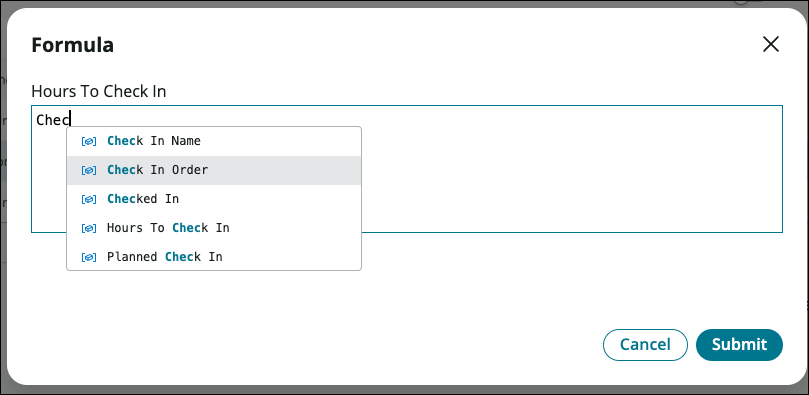 Formula
Hours To Check In
Chec
Check In Name
Check In Order
Checked In
Hours To Check In
Planned Check In
Cancel
Submit